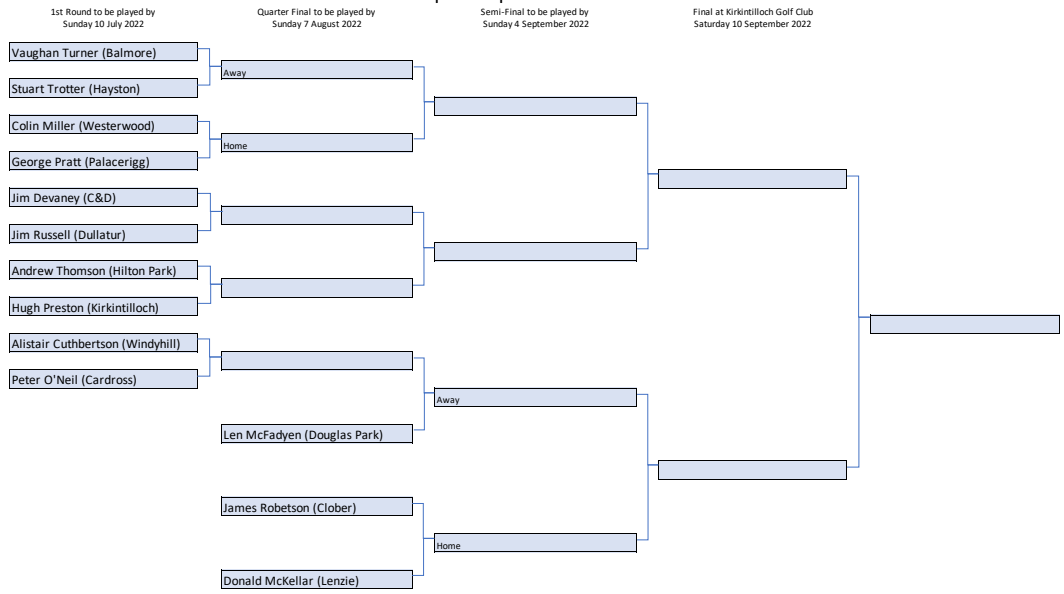 1st Round to be played by
Sunday 10 July 2022
Quarter Final to be played by
Sunday 7 August 2022
Semi-Final to be played by
Sunday 4 September 2022
Final at Kirkintilloch Golf Club
Saturday 10 September 2022
Vaughan Turner (Balmore)
Stuart Trotter (Hayston)
Colin Miller (Westerwood)
George Pratt (Palacerigg)
Jim Devaney (C&D)
Jim Russell (Dullatur)
Andrew Thomson (Hilton Park)
Hugh Preston (Kirkintilloch)
Alistair Cuthbertson (Windyhill)
Peter O'Neil (Cardross)
Away
Home
Len McFadyen (Douglas Park)
James Robetson (Clober)
Donald McKellar (Lenzie)
Away
Home